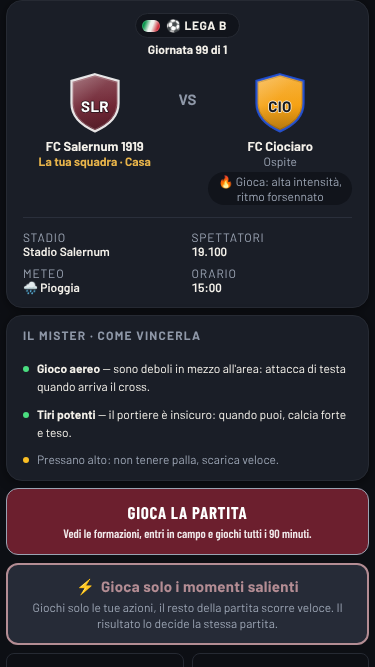 LEGA B
Giornata 99 di 1
SLR
VS
CIO
FC Salernum 1919
La tua squadra · Casa
FC Ciociaro
Ospite
Gioca: alta intensità,
ritmo forsennato
STADIO
Stadio Salernum
SPETTATORI
19.100
METEO
Pioggia
ORARIO
15:00
IL MISTER · COME VINCERLA
Gioco aereo — sono deboli in mezzo all'area: attacca di testa
quando arriva il cross.
Tiri potenti — il portiere è insicuro: quando puoi, calcia forte
e teso.
Pressano alto: non tenere palla, scarica veloce.
GIOCA LA PARTITA
Vedi le formazioni, entri in campo e giochi tutti i 90 minuti.
⚡ Gioca solo i momenti salienti
Giochi solo le tue azioni, il resto della partita scorre veloce. Il
risultato lo decide la stessa partita.